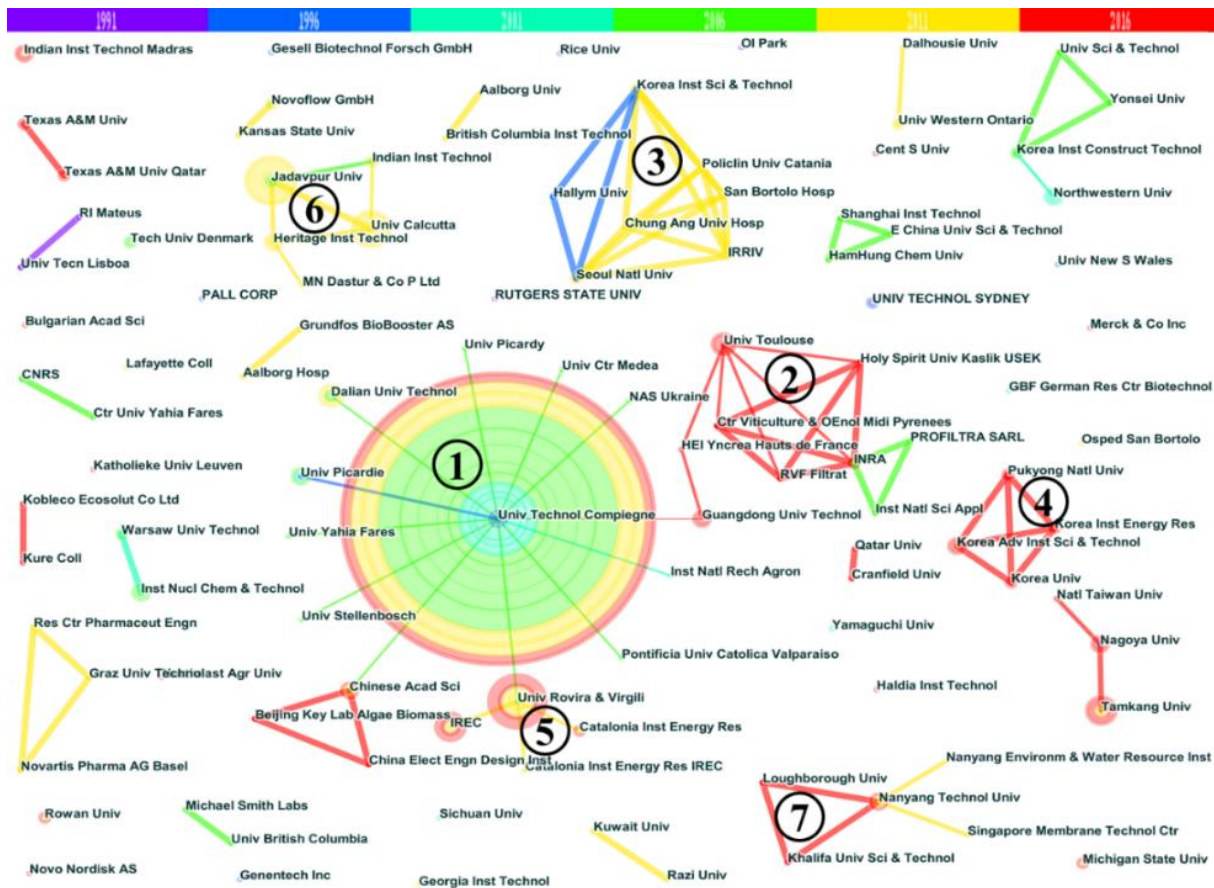 1991 1996 2001 2006 2011 2016
Indian Inst Technol Madras
Gesell Biotechnol Forsch GmbH
Rice Univ
OI Park
Dalhousie Univ
Univ Sci & Technol
Korea Inst Sci & Technol
Aalborg Univ
Novoflow GmbH
Yonsei Univ
Texas A&M Univ
Kansas State Univ
British Columbia Inst Technol
Univ Western Ontario
3
Cent S Univ
Korea Inst Construct Technol
Indian Inst Technol
Policlin Univ Catania
Texas A&M Univ Qatar
Jadavpur Univ
Hallym Univ
San Bortolo Hosp
Northwestern Univ
6
RI Mateus
Univ Calcutta
Chung Ang Univ Hosp
Shanghai Inst Technol
Tech Univ Denmark
Heritage Inst Technol
E China Univ Sci & Technol
IRRIV
HamHung Chem Univ
Univ Tecn Lisboa
Seoul Natl Univ
Univ New S Wales
MN Dastur & Co P Ltd
PALL CORP
RUTGERS STATE UNIV
UNIV TECHNOL SYDNEY
Bulgarian Acad Sci
Grundfos BioBooster AS
Merck & Co Inc
Univ Picardy
Univ Toulouse
Lafayette Coll
Univ Ctr Medea
Holy Spirit Univ Kaslik USEK
CNRS
Aalborg Hosp
2
Dalian Univ Technol
NAS Ukraine
GBF German Res Ctr Biotechnol
Ctr Univ Yahia Fares
Ctr Viticulture & OEnol Midi Pyrenees
HEI Yncrea Hauts de France
PROFILTRA SARL
Osped San Bortolo
1
Katholieke Univ Leuven
Univ Picardie
INRA
RVF Filtrat
Pukyong Natl Univ
Kobleco Ecosolut Co Ltd
4
Univ Technol Compiegne
Guangdong Univ Technol
Inst Natl Sci Appl
Korea Inst Energy Res
Warsaw Univ Technol
Univ Yahia Fares
Korea Adv Inst Sci & Technol
Qatar Univ
Kure Coll
Inst Natl Rech Agron
Cranfield Univ
Korea Univ
Inst Nucl Chem & Technol
Natl Taiwan Univ
Univ Stellenbosch
Res Ctr Pharmaceut Engn
Yamaguchi Univ
Nagoya Univ
Pontificia Univ Catolica Valparaiso
Graz Univ Technol
ast Agr Univ
Chinese Acad Sci
Haldia Inst Technol
Univ Rovira & Virgili
Tamkang Univ
Beijing Key Lab Algae Biomass
IREC
Catalonia Inst Energy Res
5
China Elect Engn Design Inst
Catalonia Inst Energy Res IREC
Novartis Pharma AG Basel
Nanyang Environm & Water Resource Inst
Loughborough Univ
Nanyang Technol Univ
Michael Smith Labs
Rowan Univ
Sichuan Univ
7
Kuwait Univ
Singapore Membrane Technol Ctr
Univ British Columbia
Khalifa Univ Sci & Technol
Michigan State Univ
Novo Nordisk AS
Genentech Inc
Georgia Inst Technol
Razi Univ